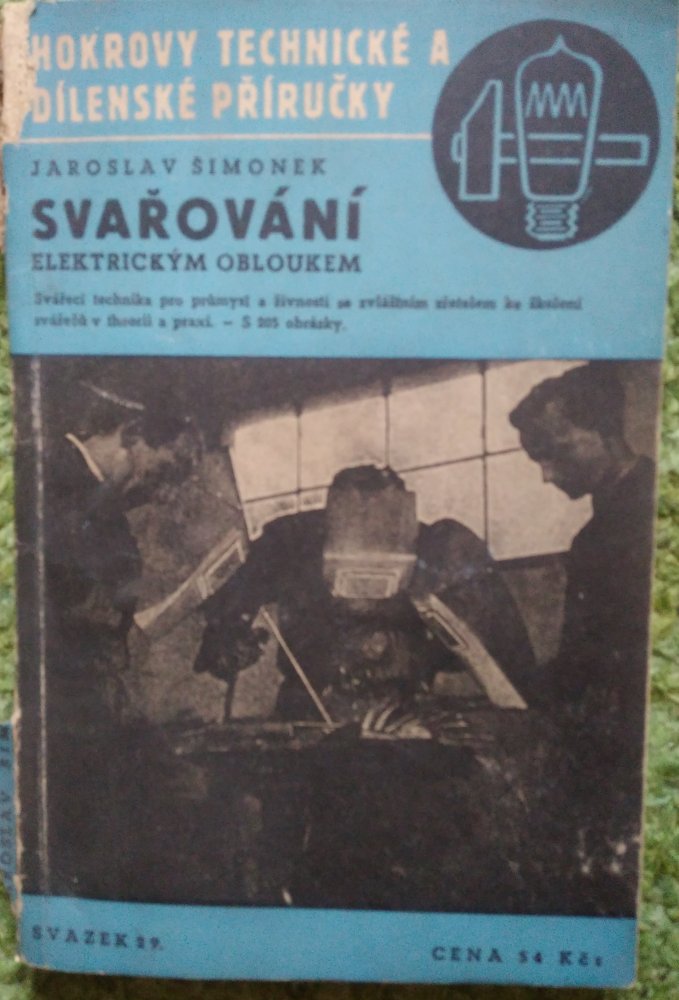 HOKROVY TECHNICKÉ A
DÍLENSKÉ PŘÍRUČKY
JAROSLAV ŠIMONEK
SVAŘOVÁNÍ
ELEKTRICKÝM OBLOUKEM
Svářecí technika pro průmysl a živnosti se zvláštním zřetelem ke školení
svářečů v theorii a praxi. – S 205 obrázky.
SVAZEK 29.
CENA 54 Kčs